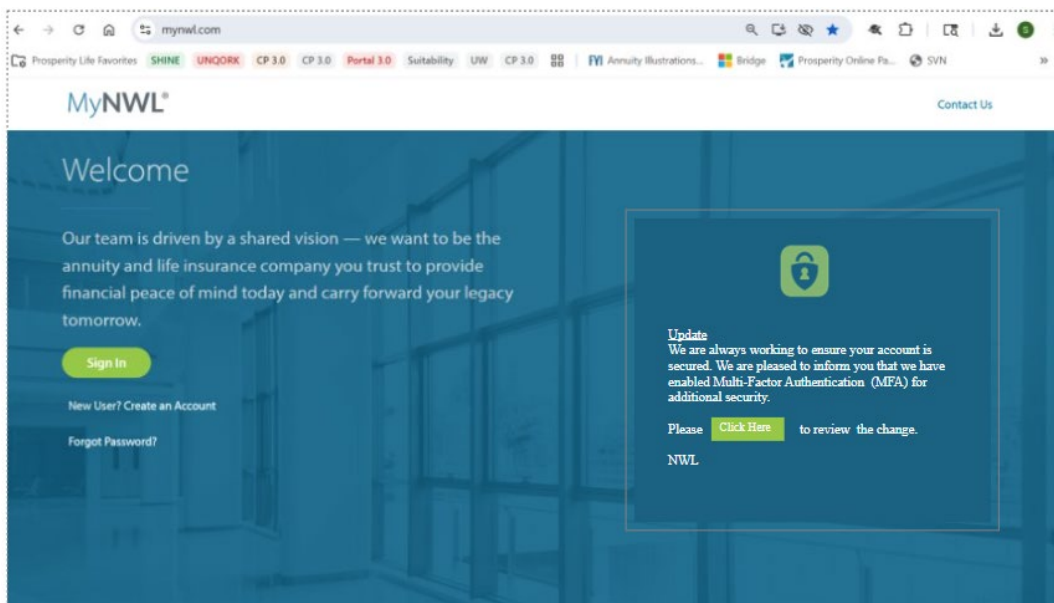 mynwl.com
S
Prosperity Life Favorites SHINE UNQORK CP 3.0 CP 3.0 Portal 3.0 Suitability UW CP 3.0 FYI Annuity Illustrations... Bridge Prosperity Online Pa... SVN »
MyNWL®
Contact Us
Welcome
Our team is driven by a shared vision — we want to be the
annuity and life insurance company you trust to provide
financial peace of mind today and carry forward your legacy
tomorrow.
Sign In
New User? Create an Account
Forgot Password?
Update
We are always working to ensure your account is
secured. We are pleased to inform you that we have
enabled Multi-Factor Authentication (MFA) for
additional security.
Please Click Here to review the change.
NWL